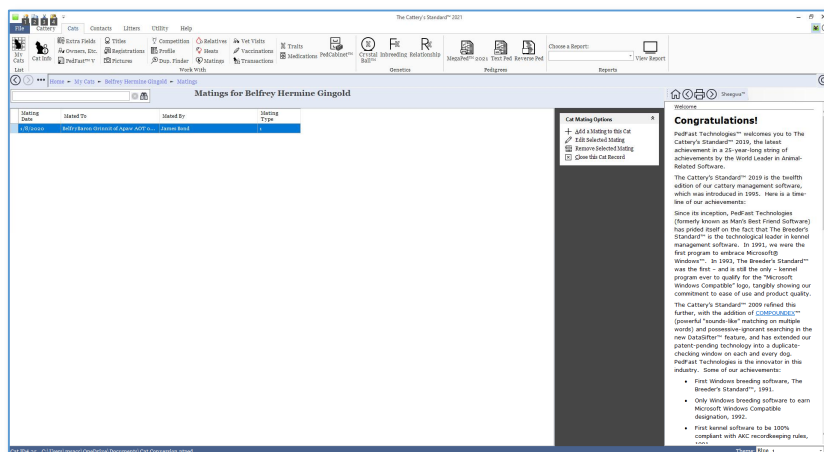 The Cattery's Standard™ 2021
File Cattery Cats Contacts Litters Utility Help
My Cats
Cat Info
Extra Fields
Owners, Etc.
PedFast™ V
Titles
Registrations
Pictures
Competition
Profile
Dup. Finder
Relatives
Heats
Matings
Vet Visits
Vaccinations
Transactions
Traits
Medications
PedCabinet™
Crystal Ball™
Inbreeding
Relationship
MegaPed™ 2021
Text Ped
Reverse Ped
Choose a Report:
View Report
List
Work With
Genetics
Pedigrees
Reports
Home My Cats Belfrey Hermine Gingold Matings
Matings for Belfrey Hermine Gingold
Mating Date Mated To Mated By Mating Type
1/8/2020 James Bond 1
Cat Mating Options
Add a Mating to this Cat
Edit Selected Mating
Remove Selected Mating
Close this Cat Record
Sheegwa™
Welcome
Congratulations!
PedFast Technologies™ welcomes you to The
Cattery's Standard™ 2019, the latest
achievement in a 25-year-long string of
achievements by the World Leader in Animal-
Related Software.
The Cattery's Standard™ 2019 is the twelfth
edition of our cattery management software,
which was introduced in 1995. Here is a time-
line of our achievements:
Since its inception, PedFast Technologies
(formerly known as Man's Best Friend Software)
has prided itself on the fact that The Breeder's
Standard™ is the technological leader in kennel
management software. In 1991, we were the
first program to embrace Microsoft®
Windows™. In 1993, The Breeder's Standard™
was the first – and is still the only – kennel
program ever to qualify for the "Microsoft
Windows Compatible" logo, tangibly showing our
commitment to ease of use and product quality.
The Cattery's Standard™ 2009 refined this
further, with the addition of COMPOUNDEX™
(powerful "sounds-like" matching on multiple
words) and possessive-ignorant searching in the
new DataSifter™ feature, and has extended our
patent-pending technology into a duplicate-
checking window on each and every dog.
PedFast Technologies is the innovator in this
industry. Some of our achievements:
• First Windows breeding software, The
Breeder's Standard™, 1991.
• Only Windows breeding software to earn
Microsoft Windows Compatible
designation, 1992.
• First kennel software to be 100%
compliant with AKC recordkeeping rules,
Theme: Blue